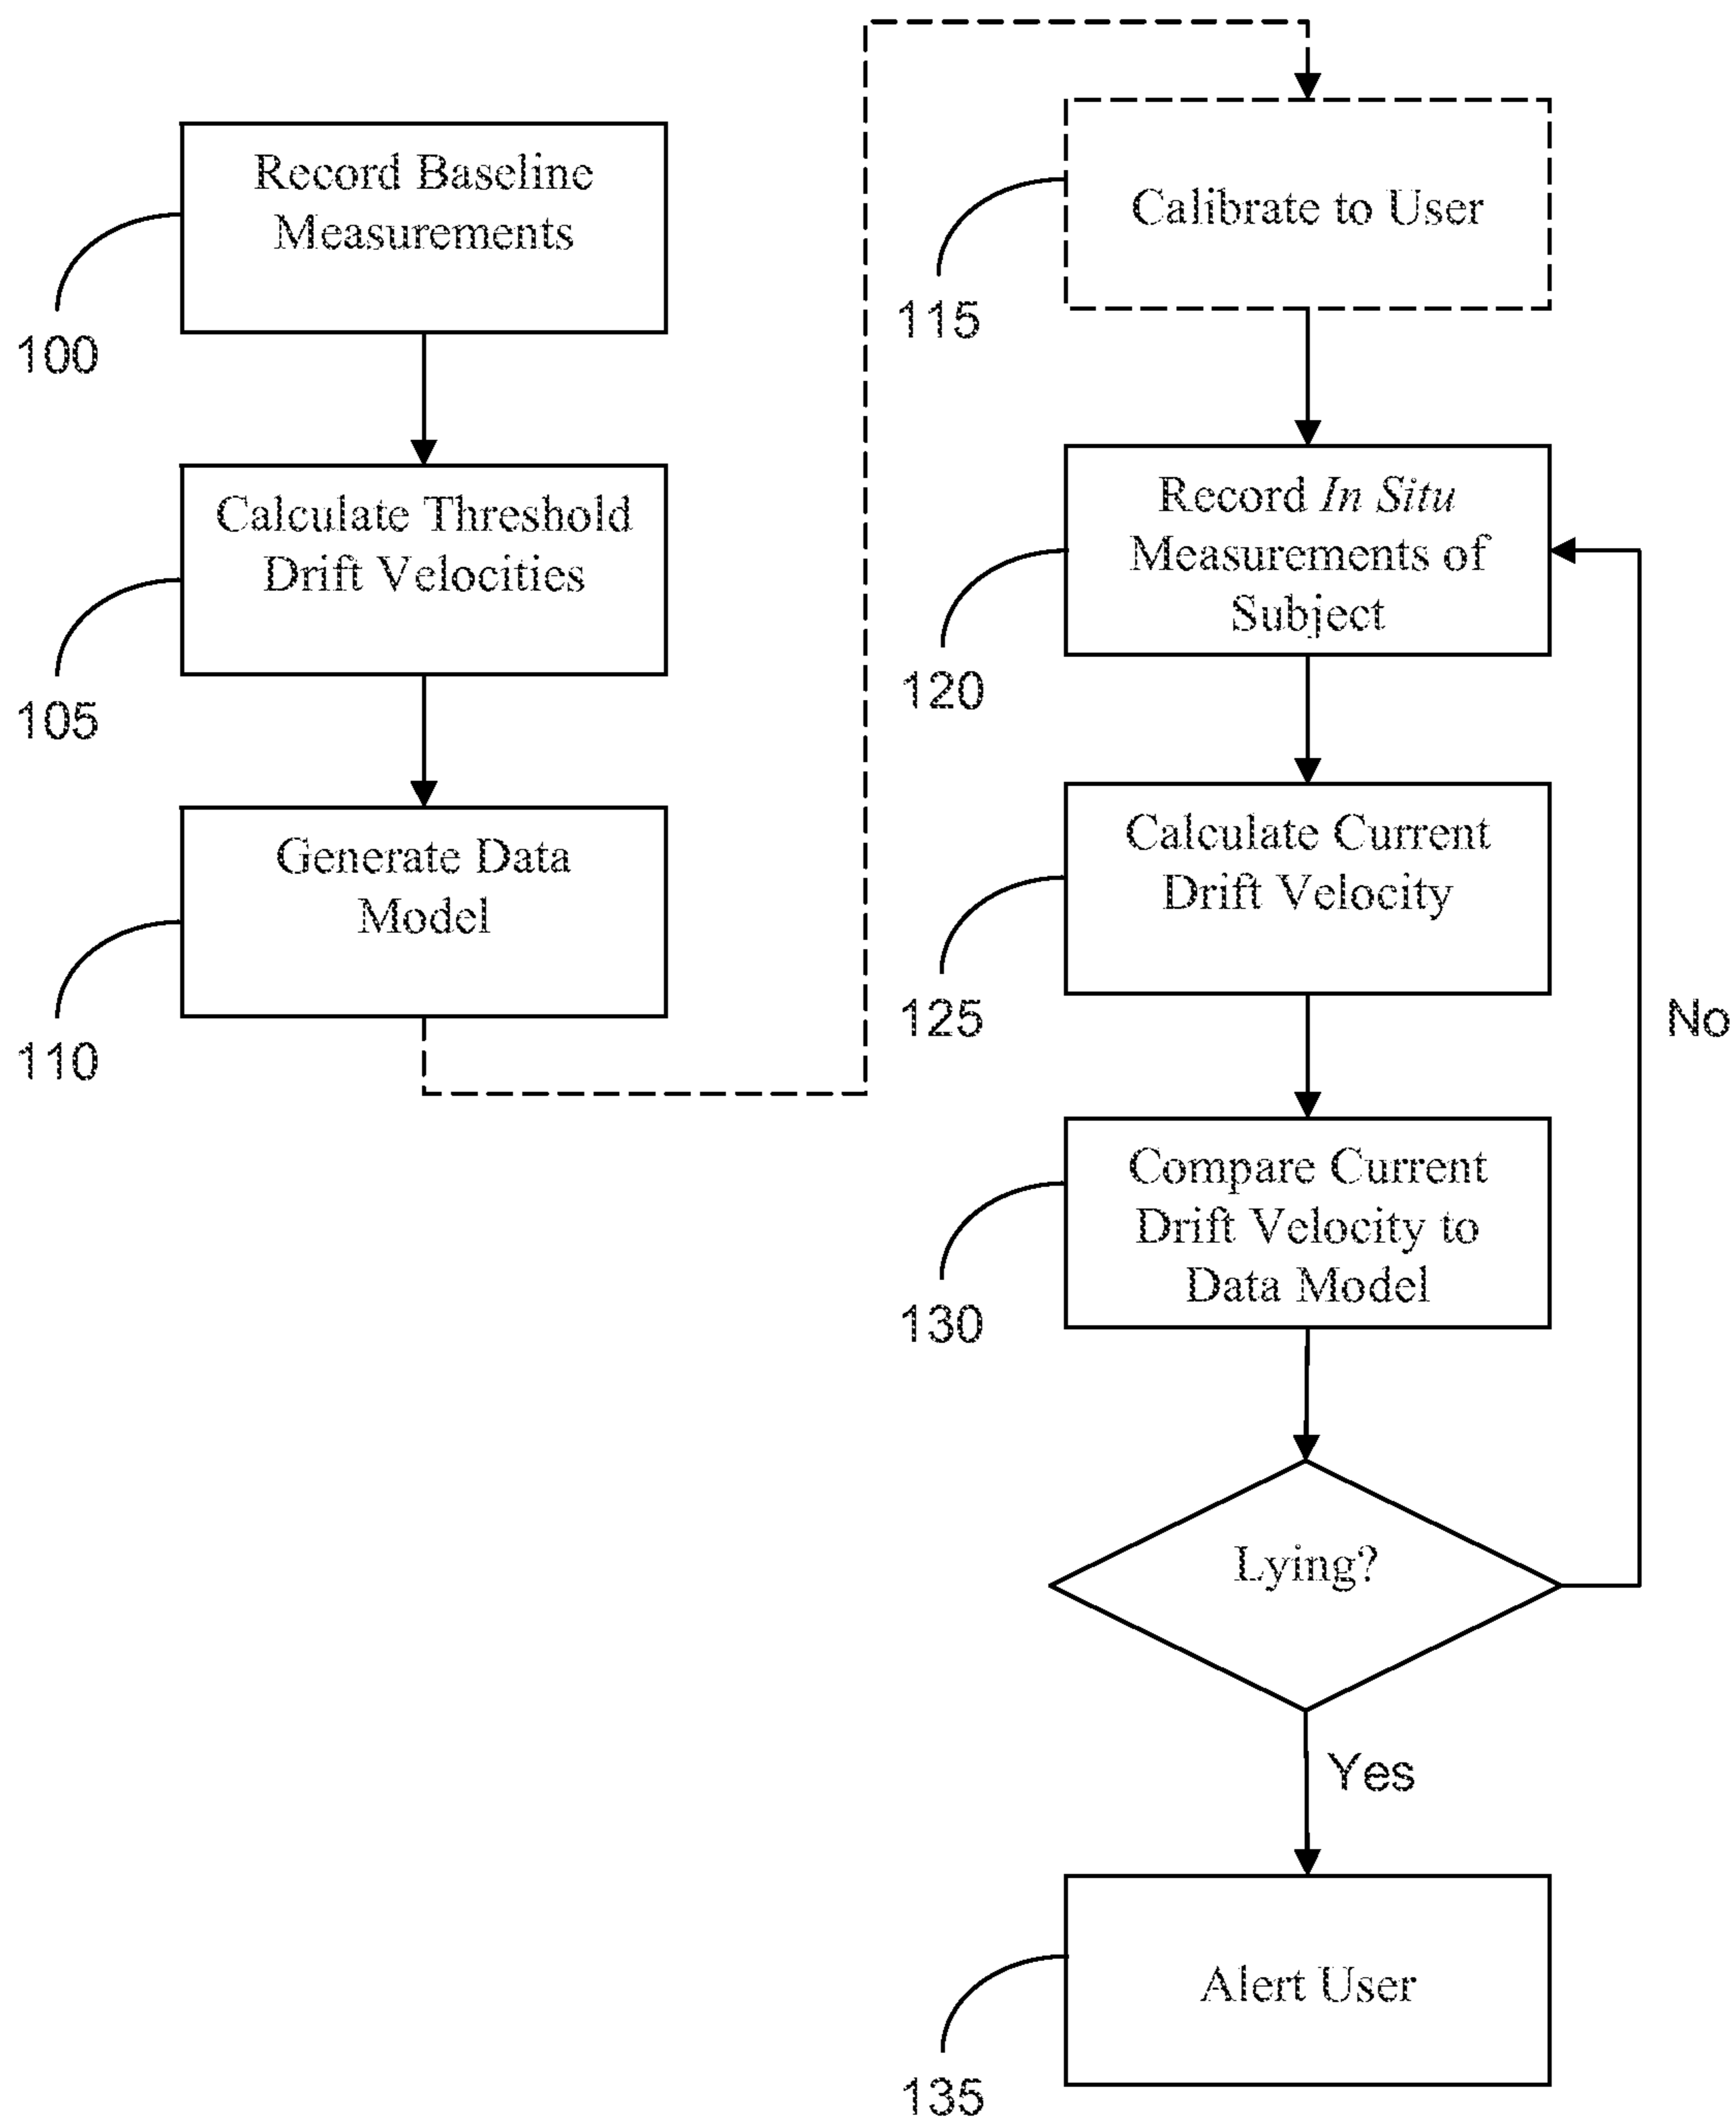 Record Baseline
Measurements
100
Calculate Threshold
Drift Velocities
105
Generate Data
Model
110
Calibrate to User
115
Record In Situ
Measurements of
Subject
120
Calculate Current
Drift Velocity
125
No
Compare Current
Drift Velocity to
Data Model
130
Lying?
Yes
Alert User
135